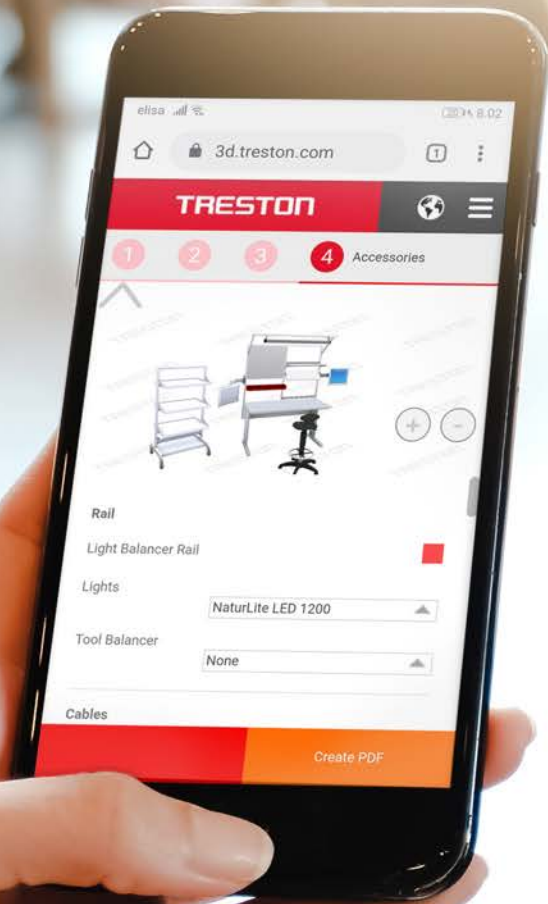 elisa 8.02
3d.treston.com 1
TRESTON
1 2 3 4 Accessories
Rail
Light Balancer Rail
Lights
NaturLite LED 1200
Tool Balancer
None
Cables
Create PDF